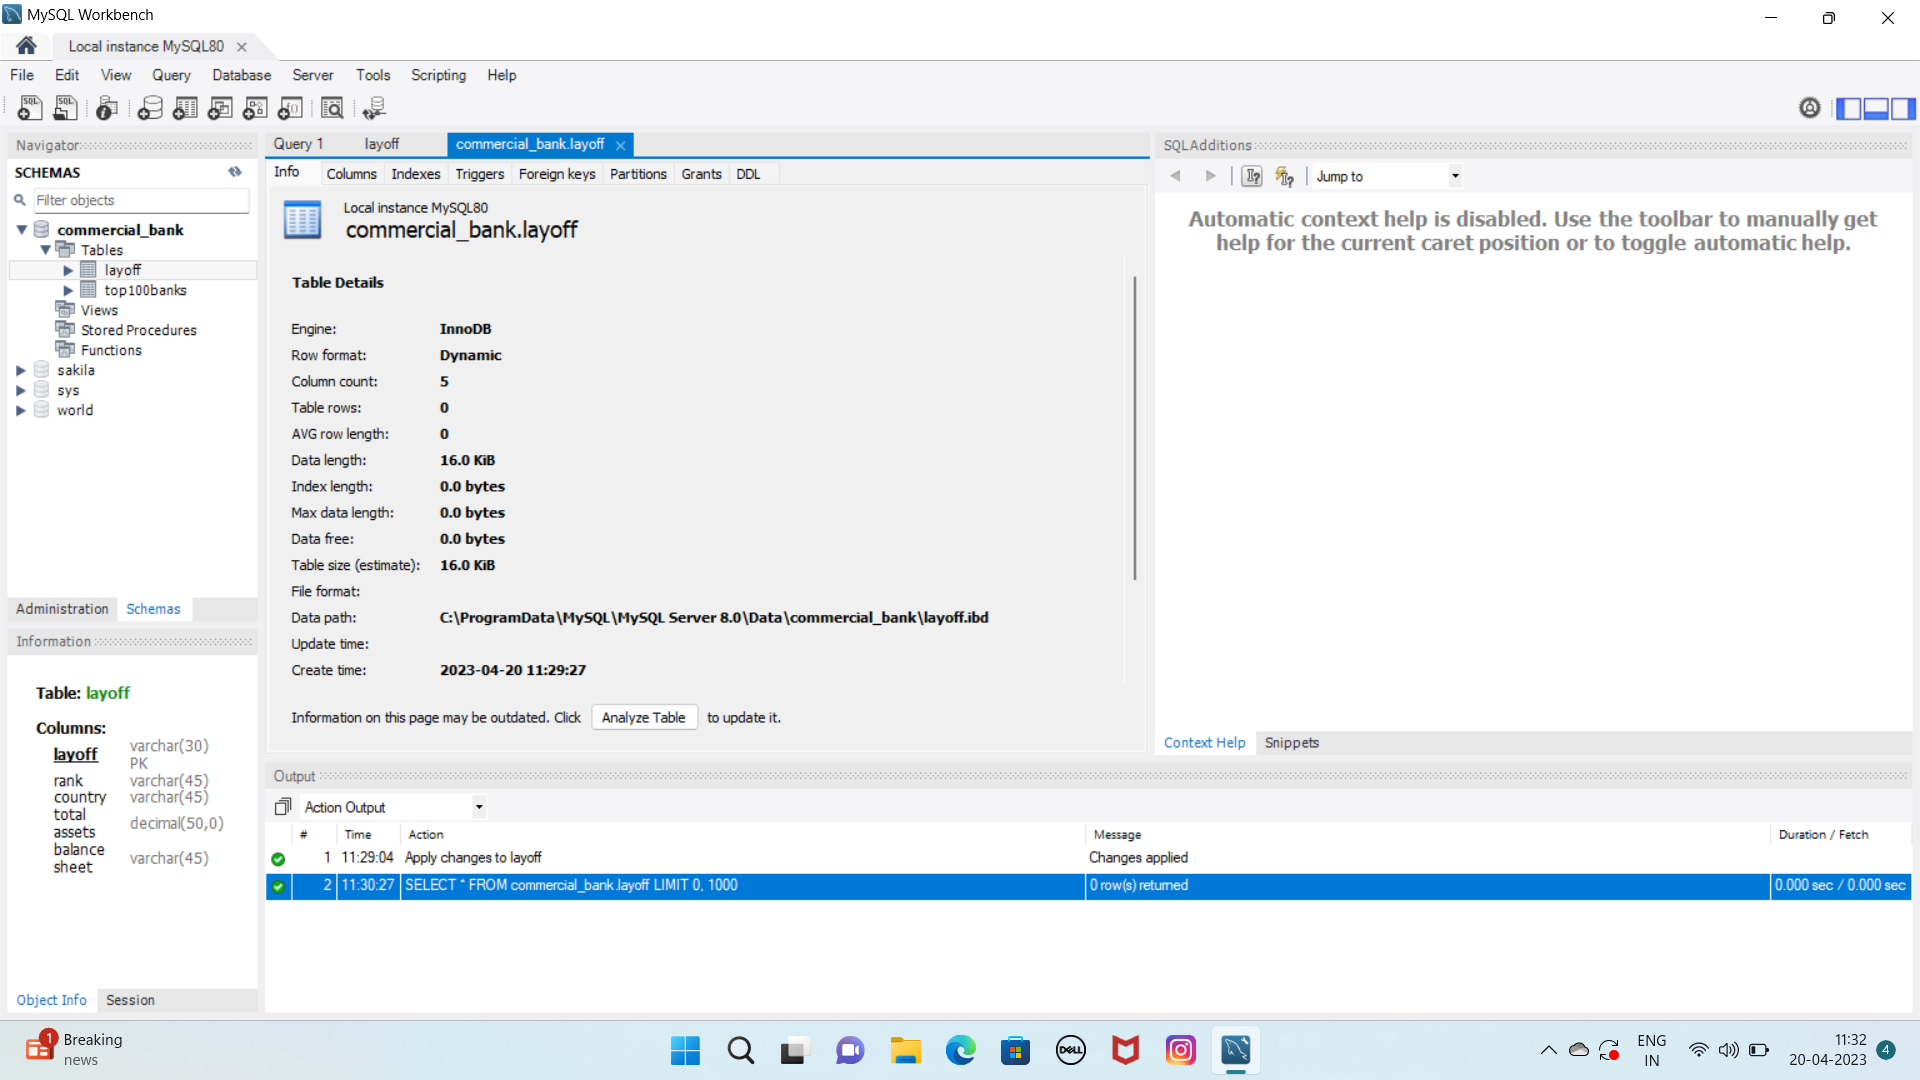 MySQL Workbench
Local instance MySQL80
File Edit View Query Database Server Tools Scripting Help
Navigator
SCHEMAS
Filter objects
commercial_bank
Tables
layoff
top100banks
Views
Stored Procedures
Functions
sakila
sys
world
Administration Schemas
Information
Table: layoff
Columns:
layoff varchar(30)
PK
rank varchar(45)
country varchar(45)
total
assets decimal(50,0)
balance
sheet varchar(45)
Object Info Session
Query 1 layoff commercial_bank.layoff
Info Columns Indexes Triggers Foreign keys Partitions Grants DDL
Local instance MySQL80
commercial_bank.layoff
Table Details
Engine: InnoDB
Row format: Dynamic
Column count: 5
Table rows: 0
AVG row length: 0
Data length: 16.0 KiB
Index length: 0.0 bytes
Max data length: 0.0 bytes
Data free: 0.0 bytes
Table size (estimate): 16.0 KiB
File format:
Data path: C:\ProgramData\MySQL\MySQL Server 8.0\Data\commercial_bank\layoff.ibd
Update time:
Create time: 2023-04-20 11:29:27
Information on this page may be outdated. Click Analyze Table to update it.
SQLAdditions
Jump to
Automatic context help is disabled. Use the toolbar to manually get
help for the current caret position or to toggle automatic help.
Context Help Snippets
Output
Action Output
# Time Action Message Duration / Fetch
1 11:29:04 Apply changes to layoff Changes applied
2 11:30:27 SELECT * FROM commercial_bank.layoff LIMIT 0, 1000 0 row(s) returned 0.000 sec / 0.000 sec
1
Breaking
news
DELL
ENG
IN
11:32
20-04-2023
4